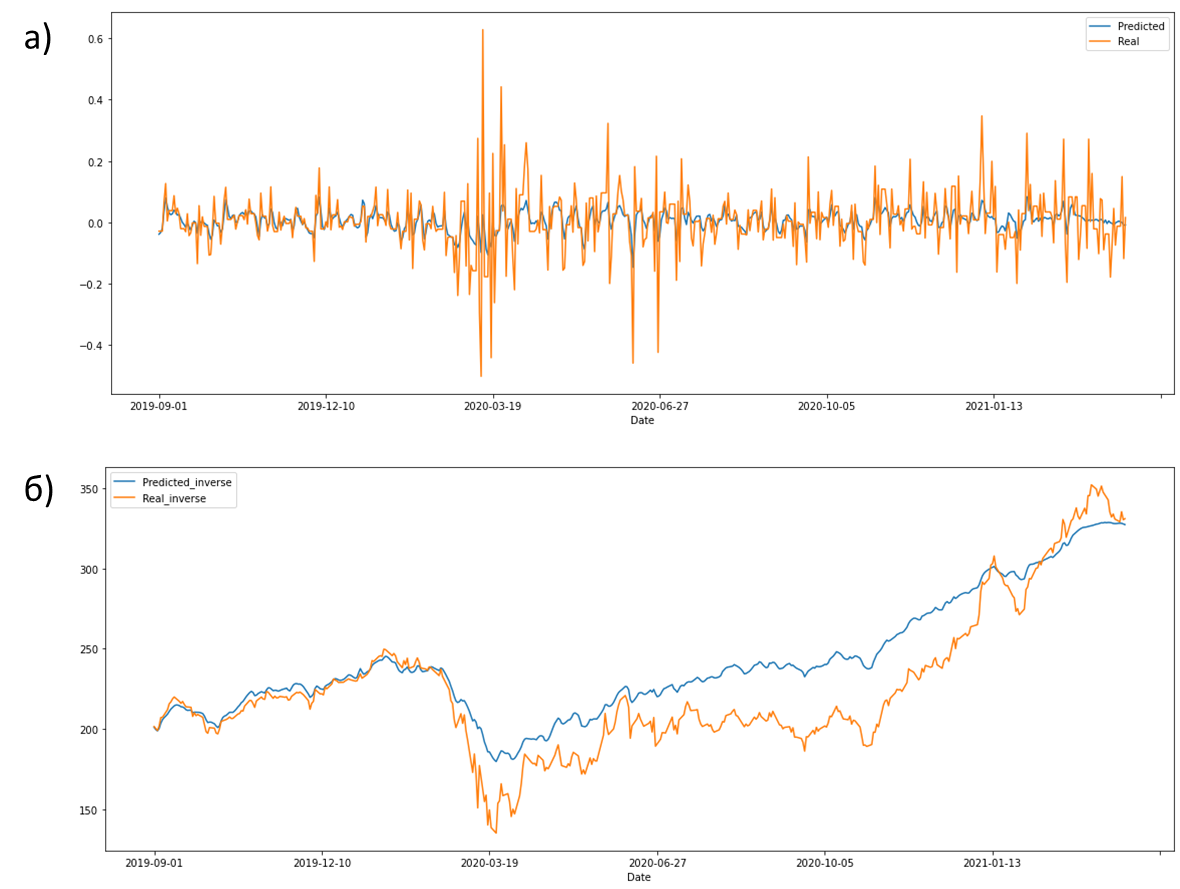 а)
Predicted
Real
0.6
0.4
0.2
0.0
−0.2
−0.4
2019-09-01 2019-12-10 2020-03-19 2020-06-27 2020-10-05 2021-01-13
Date
б)
Predicted_inverse
Real_inverse
350
300
250
200
150
2019-09-01 2019-12-10 2020-03-19 2020-06-27 2020-10-05 2021-01-13
Date